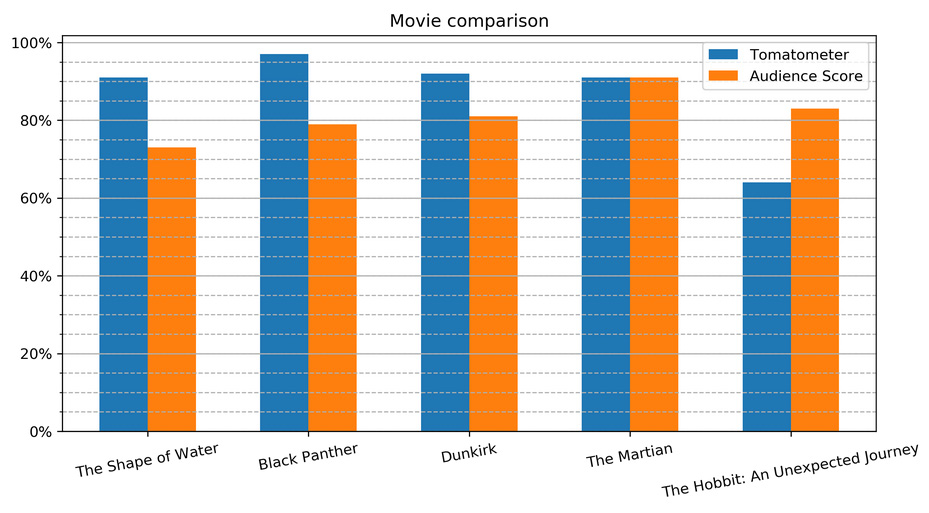 Movie comparison
100%
80%
60%
40%
20%
0%
Tomatometer
Audience Score
The Shape of Water
Black Panther
Dunkirk
The Martian
The Hobbit: An Unexpected Journey